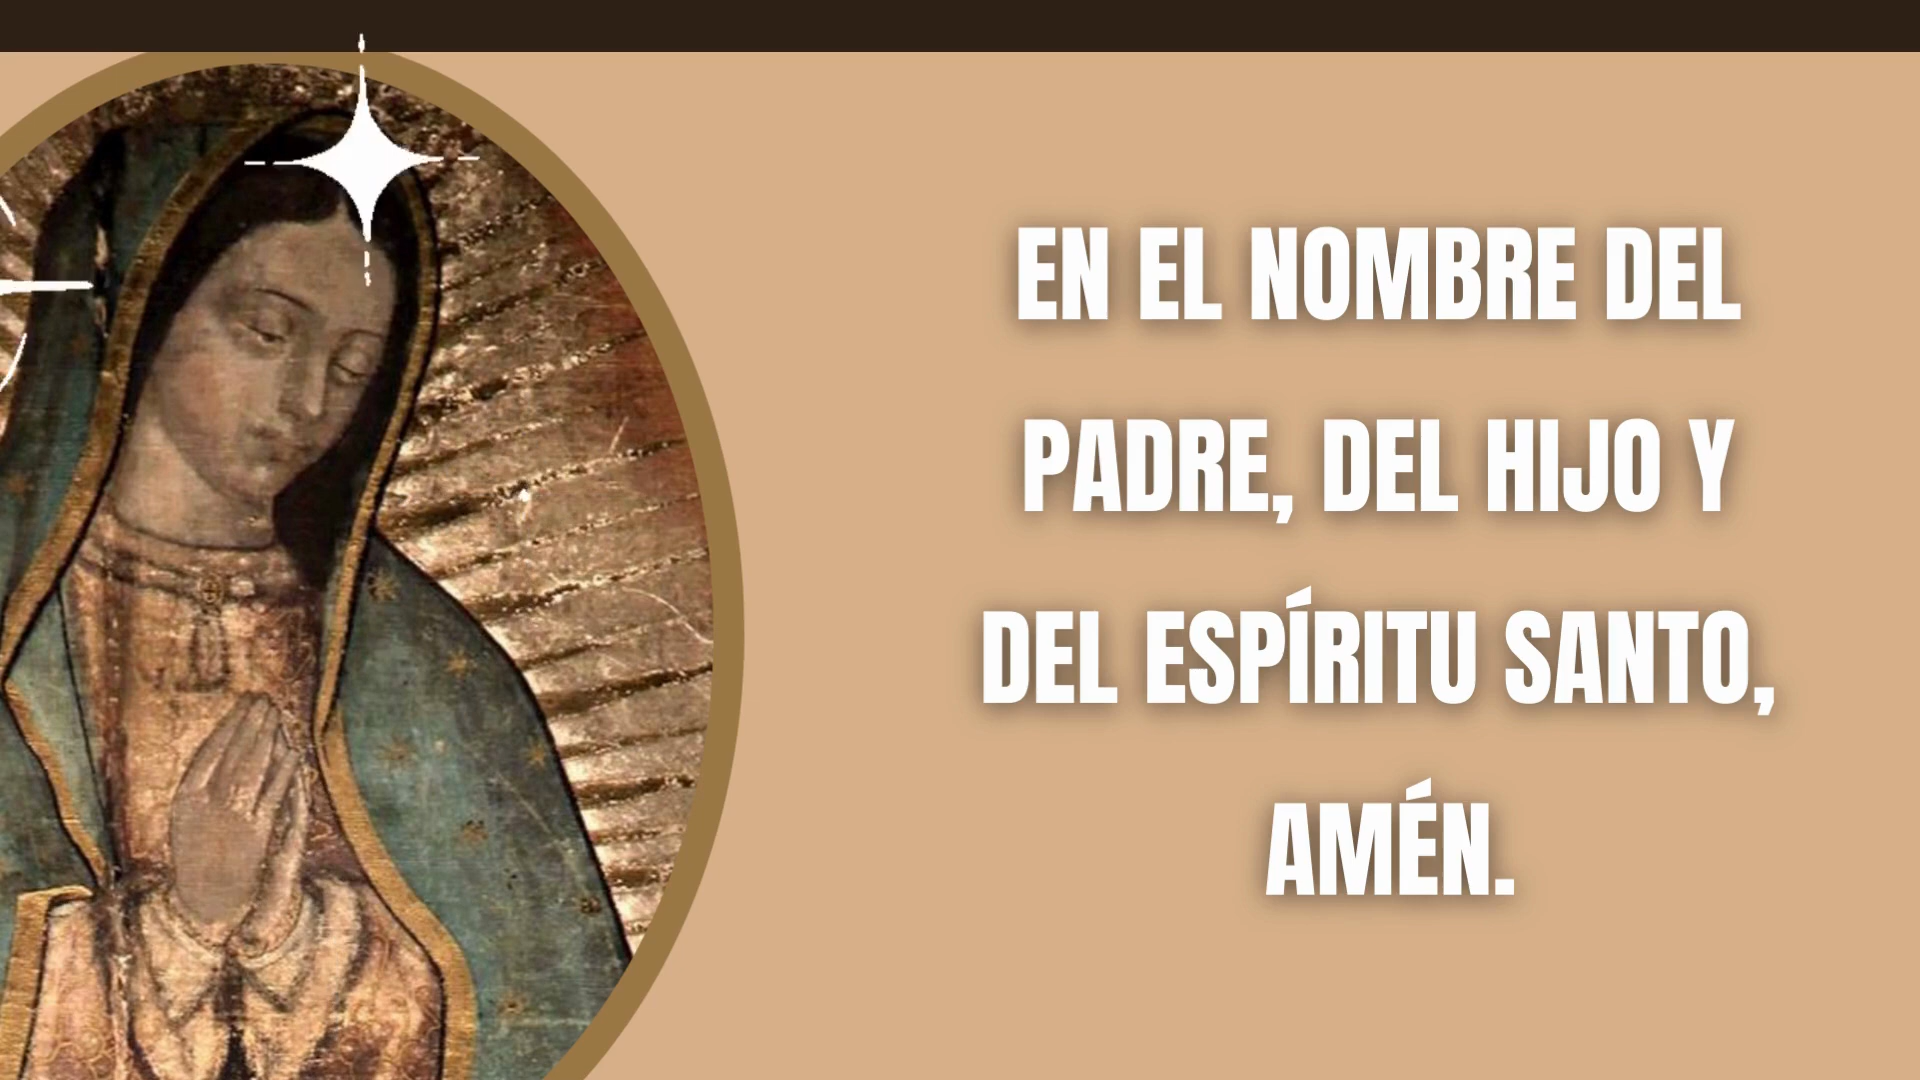 EN EL NOMBRE DEL
PADRE, DEL HIJO Y
DEL ESPÍRITU SANTO,
AMÉN.